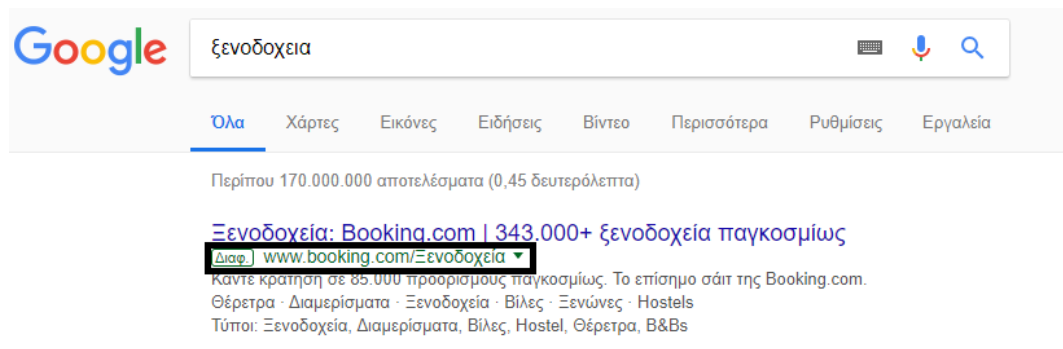 Google
ξενοδοχεια
Όλα Χάρτες Εικόνες Ειδήσεις Βίντεο Περισσότερα Ρυθμίσεις Εργαλεία
Περίπου 170.000.000 αποτελέσματα (0,45 δευτερόλεπτα)
Ξενοδοχεία: Booking.com | 343.000+ ξενοδοχεία παγκοσμίως
Διαφ. www.booking.com/Ξενοδοχεία
Κάντε κράτηση σε 85.000 προορισμούς παγκοσμίως. Το επίσημο σάιτ της Booking.com.
Θέρετρα · Διαμερίσματα · Ξενοδοχεία · Βίλες · Ξενώνες · Hostels
Τύποι: Ξενοδοχεία, Διαμερίσματα, Βίλες, Hostel, Θέρετρα, B&Bs